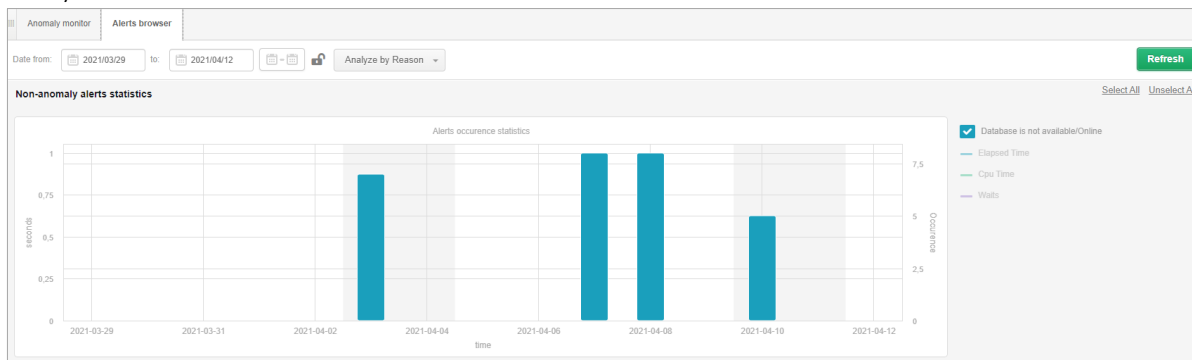 Anomaly monitor Alerts browser
Date from: 2021/03/29 to: 2021/04/12 Analyze by Reason Refresh
Non-anomaly alerts statistics Select All Unselect A
Alerts occurence statistics
Database is not available/Online
Elapsed Time
Cpu Time
Waits
1
0,75
0,5
0,25
0
seconds
7,5
5
2,5
0
Occurence
2021-03-29 2021-03-31 2021-04-02 2021-04-04 2021-04-06 2021-04-08 2021-04-10 2021-04-12
time